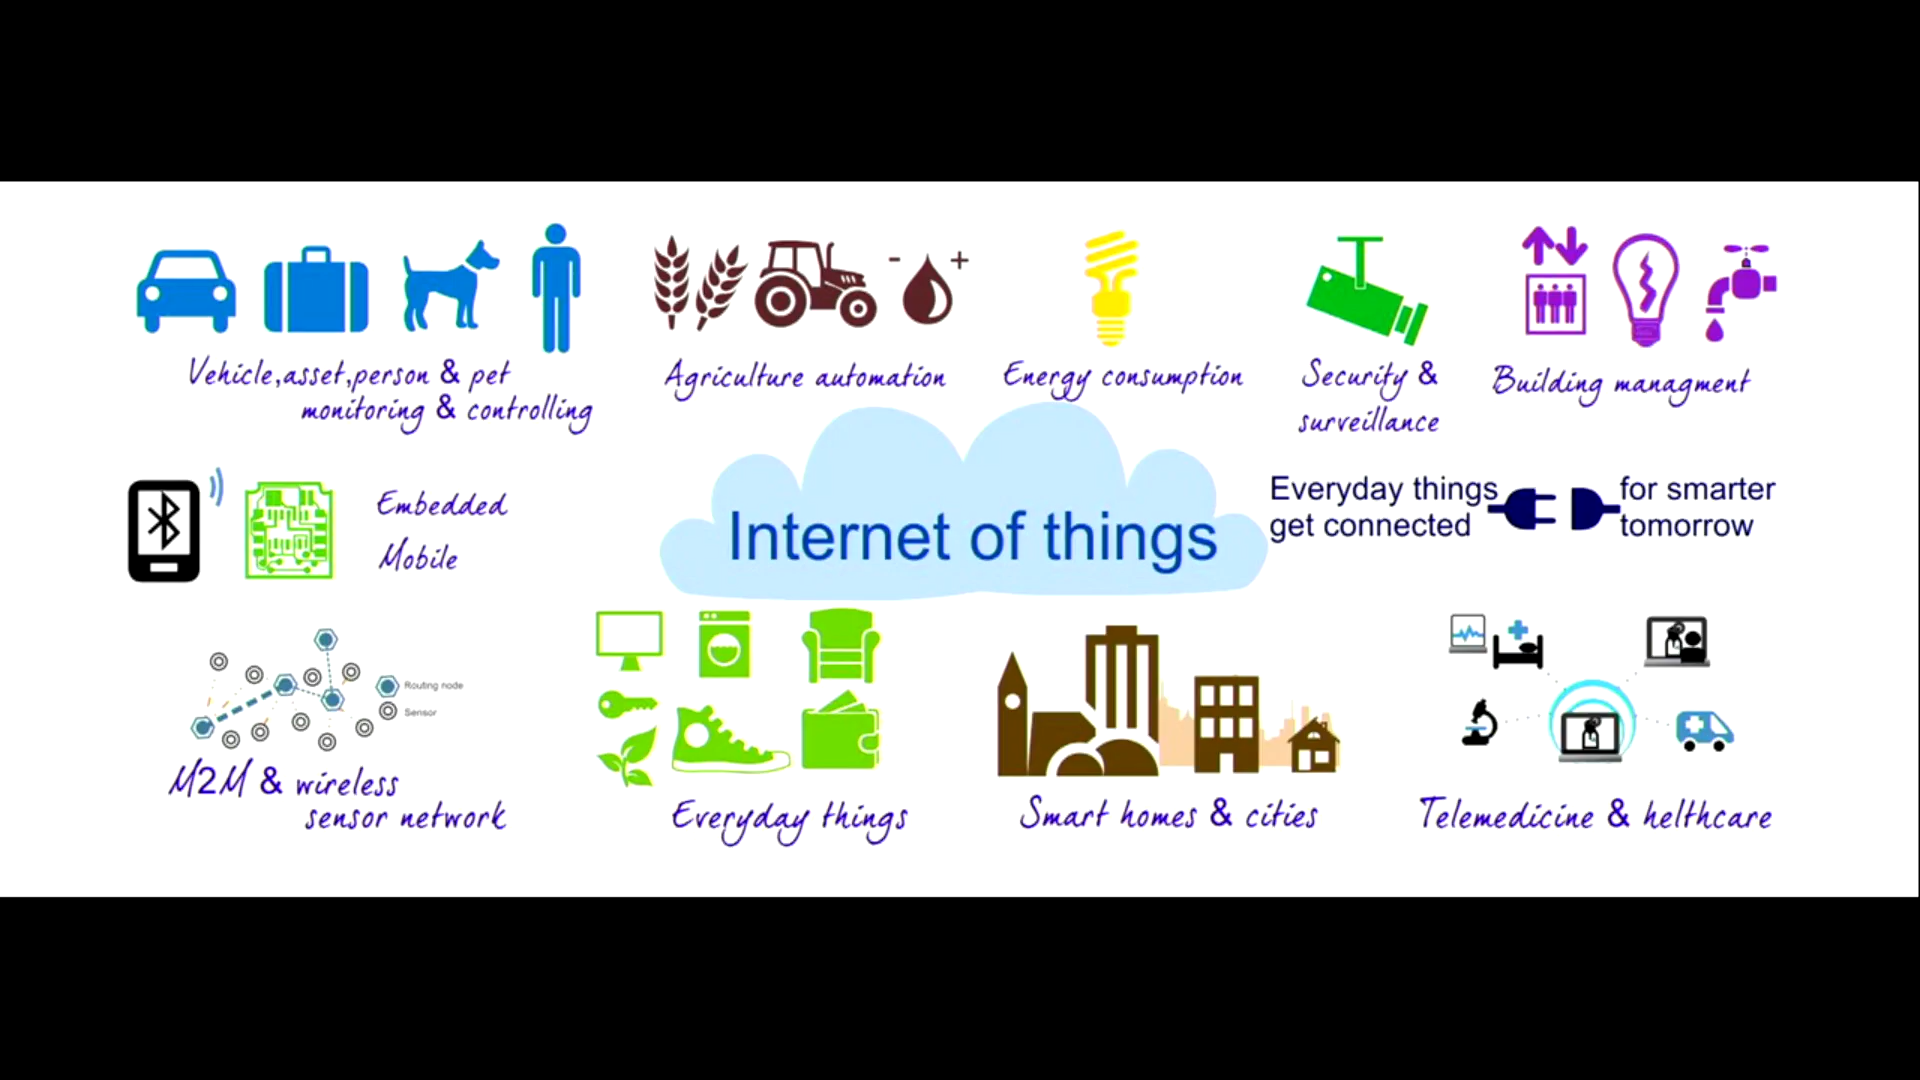 Vehicle,asset,person & pet
monitoring & controlling
Agriculture automation
Energy consumption
Security &
surveillance
Building managment
Embedded
Mobile
Internet of things
Everyday things
get connected
for smarter
tomorrow
Routing node
Sensor
M2M & wireless
sensor network
Everyday things
Smart homes & cities
Telemedicine & helthcare